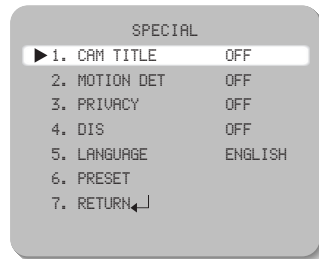 SPECIAL
▶1. CAM TITLE OFF
2. MOTION DET OFF
3. PRIVACY OFF
4. DIS OFF
5. LANGUAGE ENGLISH
6. PRESET
7. RETURN↵